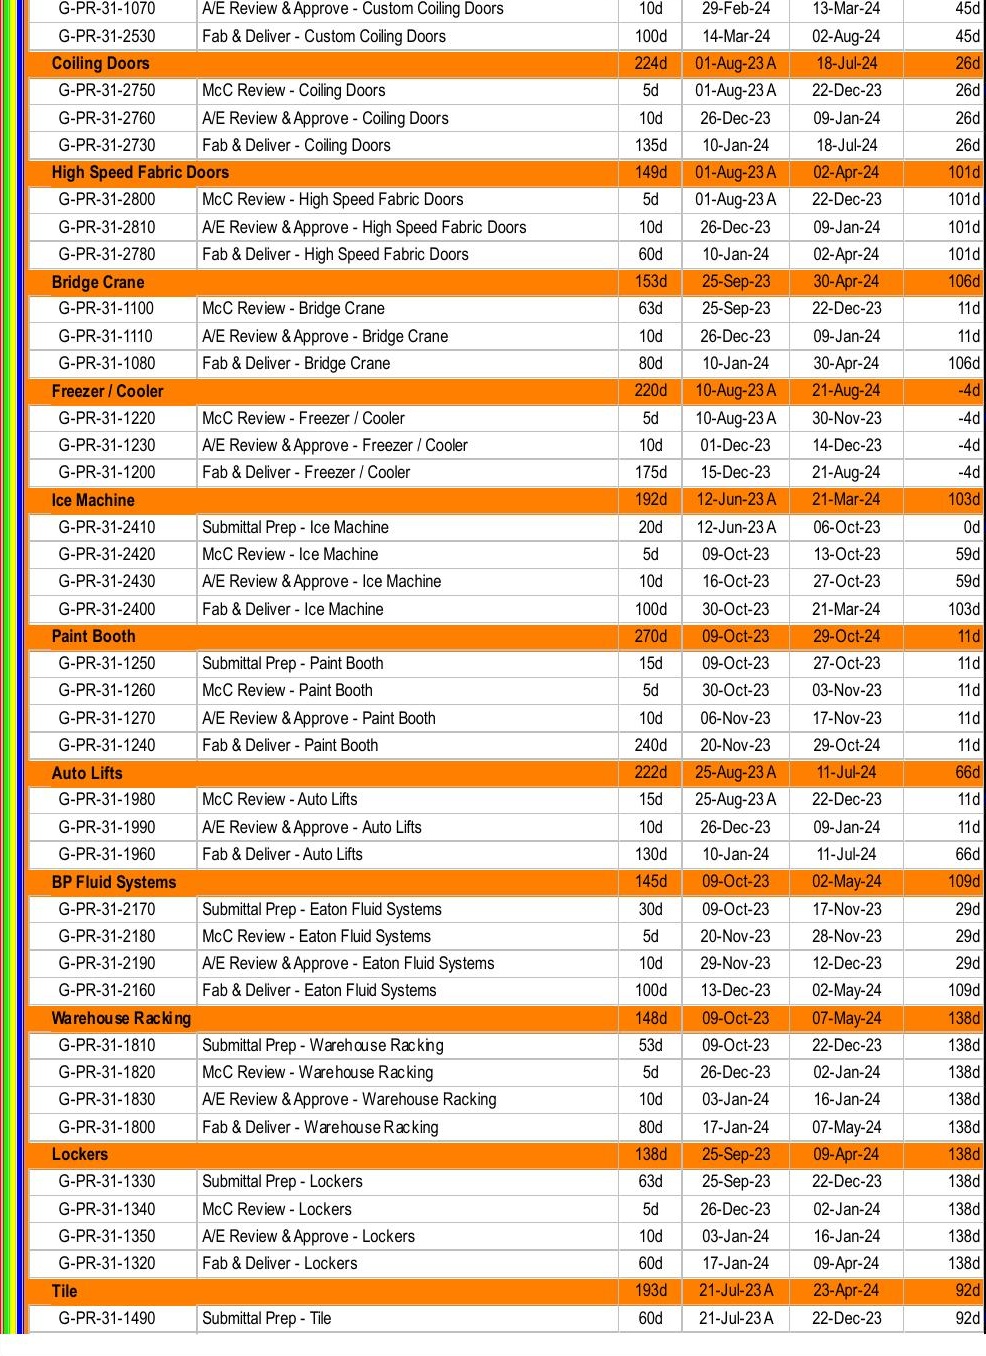 G-PR-31-1070 A/E Review & Approve - Custom Coiling Doors 10d 29-Feb-24 13-Mar-24 45d
G-PR-31-2530 Fab & Deliver - Custom Coiling Doors 100d 14-Mar-24 02-Aug-24 45d
Coiling Doors 224d 01-Aug-23 A 18-Jul-24 26d
G-PR-31-2750 McC Review - Coiling Doors 5d 01-Aug-23 A 22-Dec-23 26d
G-PR-31-2760 A/E Review & Approve - Coiling Doors 10d 26-Dec-23 09-Jan-24 26d
G-PR-31-2730 Fab & Deliver - Coiling Doors 135d 10-Jan-24 18-Jul-24 26d
High Speed Fabric Doors 149d 01-Aug-23 A 02-Apr-24 101d
G-PR-31-2800 McC Review - High Speed Fabric Doors 5d 01-Aug-23 A 22-Dec-23 101d
G-PR-31-2810 A/E Review & Approve - High Speed Fabric Doors 10d 26-Dec-23 09-Jan-24 101d
G-PR-31-2780 Fab & Deliver - High Speed Fabric Doors 60d 10-Jan-24 02-Apr-24 101d
Bridge Crane 153d 25-Sep-23 30-Apr-24 106d
G-PR-31-1100 McC Review - Bridge Crane 63d 25-Sep-23 22-Dec-23 11d
G-PR-31-1110 A/E Review & Approve - Bridge Crane 10d 26-Dec-23 09-Jan-24 11d
G-PR-31-1080 Fab & Deliver - Bridge Crane 80d 10-Jan-24 30-Apr-24 106d
Freezer / Cooler 220d 10-Aug-23 A 21-Aug-24 -4d
G-PR-31-1220 McC Review - Freezer / Cooler 5d 10-Aug-23 A 30-Nov-23 -4d
G-PR-31-1230 A/E Review & Approve - Freezer / Cooler 10d 01-Dec-23 14-Dec-23 -4d
G-PR-31-1200 Fab & Deliver - Freezer / Cooler 175d 15-Dec-23 21-Aug-24 -4d
Ice Machine 192d 12-Jun-23 A 21-Mar-24 103d
G-PR-31-2410 Submittal Prep - Ice Machine 20d 12-Jun-23 A 06-Oct-23 0d
G-PR-31-2420 McC Review - Ice Machine 5d 09-Oct-23 13-Oct-23 59d
G-PR-31-2430 A/E Review & Approve - Ice Machine 10d 16-Oct-23 27-Oct-23 59d
G-PR-31-2400 Fab & Deliver - Ice Machine 100d 30-Oct-23 21-Mar-24 103d
Paint Booth 270d 09-Oct-23 29-Oct-24 11d
G-PR-31-1250 Submittal Prep - Paint Booth 15d 09-Oct-23 27-Oct-23 11d
G-PR-31-1260 McC Review - Paint Booth 5d 30-Oct-23 03-Nov-23 11d
G-PR-31-1270 A/E Review & Approve - Paint Booth 10d 06-Nov-23 17-Nov-23 11d
G-PR-31-1240 Fab & Deliver - Paint Booth 240d 20-Nov-23 29-Oct-24 11d
Auto Lifts 222d 25-Aug-23 A 11-Jul-24 66d
G-PR-31-1980 McC Review - Auto Lifts 15d 25-Aug-23 A 22-Dec-23 11d
G-PR-31-1990 A/E Review & Approve - Auto Lifts 10d 26-Dec-23 09-Jan-24 11d
G-PR-31-1960 Fab & Deliver - Auto Lifts 130d 10-Jan-24 11-Jul-24 66d
BP Fluid Systems 145d 09-Oct-23 02-May-24 109d
G-PR-31-2170 Submittal Prep - Eaton Fluid Systems 30d 09-Oct-23 17-Nov-23 29d
G-PR-31-2180 McC Review - Eaton Fluid Systems 5d 20-Nov-23 28-Nov-23 29d
G-PR-31-2190 A/E Review & Approve - Eaton Fluid Systems 10d 29-Nov-23 12-Dec-23 29d
G-PR-31-2160 Fab & Deliver - Eaton Fluid Systems 100d 13-Dec-23 02-May-24 109d
Warehouse Racking 148d 09-Oct-23 07-May-24 138d
G-PR-31-1810 Submittal Prep - Warehouse Racking 53d 09-Oct-23 22-Dec-23 138d
G-PR-31-1820 McC Review - Warehouse Racking 5d 26-Dec-23 02-Jan-24 138d
G-PR-31-1830 A/E Review & Approve - Warehouse Racking 10d 03-Jan-24 16-Jan-24 138d
G-PR-31-1800 Fab & Deliver - Warehouse Racking 80d 17-Jan-24 07-May-24 138d
Lockers 138d 25-Sep-23 09-Apr-24 138d
G-PR-31-1330 Submittal Prep - Lockers 63d 25-Sep-23 22-Dec-23 138d
G-PR-31-1340 McC Review - Lockers 5d 26-Dec-23 02-Jan-24 138d
G-PR-31-1350 A/E Review & Approve - Lockers 10d 03-Jan-24 16-Jan-24 138d
G-PR-31-1320 Fab & Deliver - Lockers 60d 17-Jan-24 09-Apr-24 138d
Tile 193d 21-Jul-23 A 23-Apr-24 92d
G-PR-31-1490 Submittal Prep - Tile 60d 21-Jul-23 A 22-Dec-23 92d